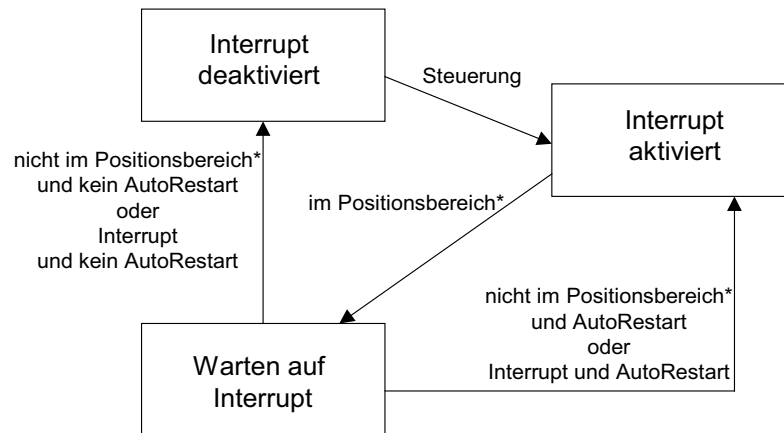 Interrupt
deaktiviert
Steuerung
Interrupt
aktiviert
nicht im Positionsbereich*
und kein AutoRestart
oder
Interrupt
und kein AutoRestart
im Positionsbereich*
nicht im Positionsbereich*
und AutoRestart
oder
Interrupt und AutoRestart
Warten auf
Interrupt